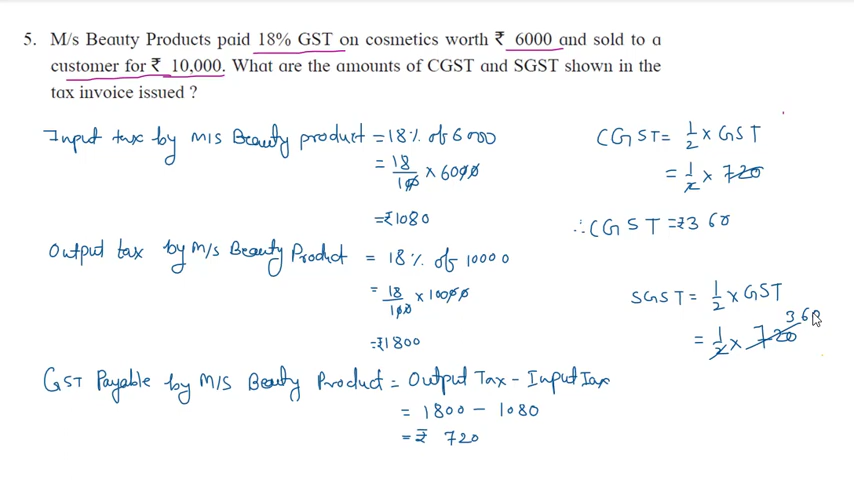 5. M/s Beauty Products paid 18% GST on cosmetics worth ₹ 6000 and sold to a
customer for ₹ 10,000. What are the amounts of CGST and SGST shown in the
tax invoice issued ?
Input tax by M/S Beauty product = 18% of 6000
= 18/100 × 6000
= ₹1080
Output tax by M/s Beauty Product = 18% of 10000
= 18/100 × 10000
= ₹1800
GST Payable by M/S Beauty Product = Output Tax - Input Tax
= 1800 - 1080
= ₹ 720
CGST = 1/2 × GST
= 1/2 × 720
∴ CGST = ₹360
SGST = 1/2 × GST
= 1/2 × 720 360